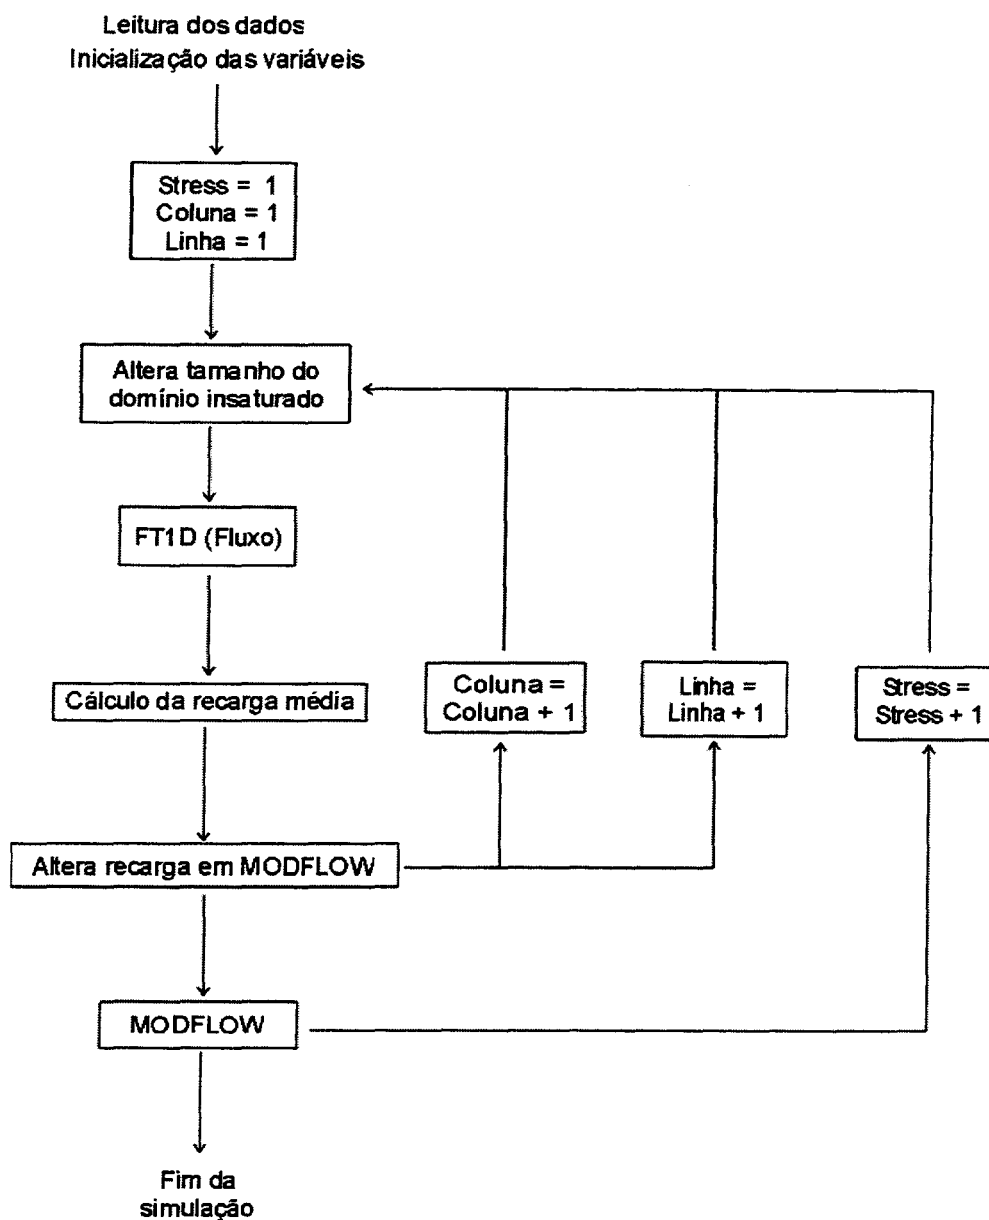 Leitura dos dados
Inicialização das variáveis
Stress = 1
Coluna = 1
Linha = 1
Altera tamanho do
domínio insaturado
FT1D (Fluxo)
Cálculo da recarga média
Coluna =
Coluna + 1
Linha =
Linha + 1
Stress =
Stress + 1
Altera recarga em MODFLOW
MODFLOW
Fim da
simulação